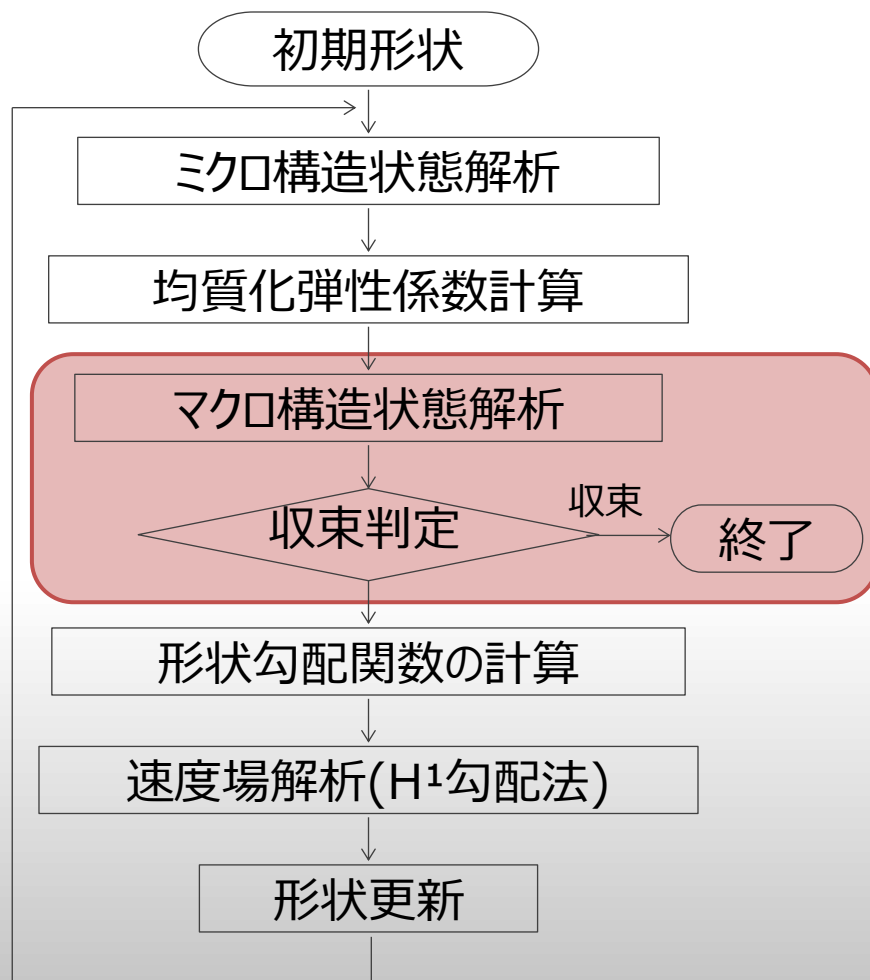 初期形状
ミクロ構造状態解析
均質化弾性係数計算
マクロ構造状態解析
収束判定
収束
終了
形状勾配関数の計算
速度場解析(H¹勾配法)
形状更新